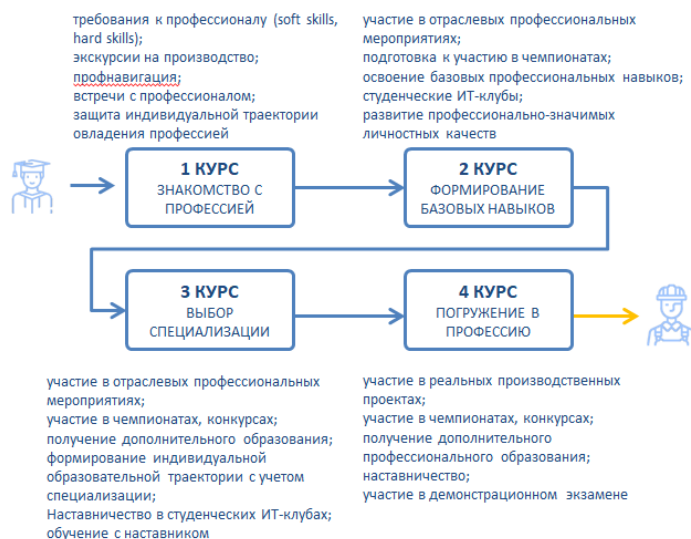 требования к профессионалу (soft skills,
hard skills);
экскурсии на производство;
профнавигация;
встречи с профессионалом;
защита индивидуальной траектории
овладения профессией
участие в отраслевых профессиональных
мероприятиях;
подготовка к участию в чемпионатах;
освоение базовых профессиональных навыков;
студенческие ИТ-клубы;
развитие профессионально-значимых
личностных качеств
1 КУРС
ЗНАКОМСТВО С
ПРОФЕССИЕЙ
2 КУРС
ФОРМИРОВАНИЕ
БАЗОВЫХ НАВЫКОВ
3 КУРС
ВЫБОР
СПЕЦИАЛИЗАЦИИ
4 КУРС
ПОГРУЖЕНИЕ В
ПРОФЕССИЮ
участие в отраслевых профессиональных
мероприятиях;
участие в чемпионатах, конкурсах;
получение дополнительного образования;
формирование индивидуальной
образовательной траектории с учетом
специализации;
Наставничество в студенческих ИТ-клубах;
обучение с наставником
участие в реальных производственных
проектах;
участие в чемпионатах, конкурсах;
получение дополнительного
профессионального образования;
наставничество;
участие в демонстрационном экзамене